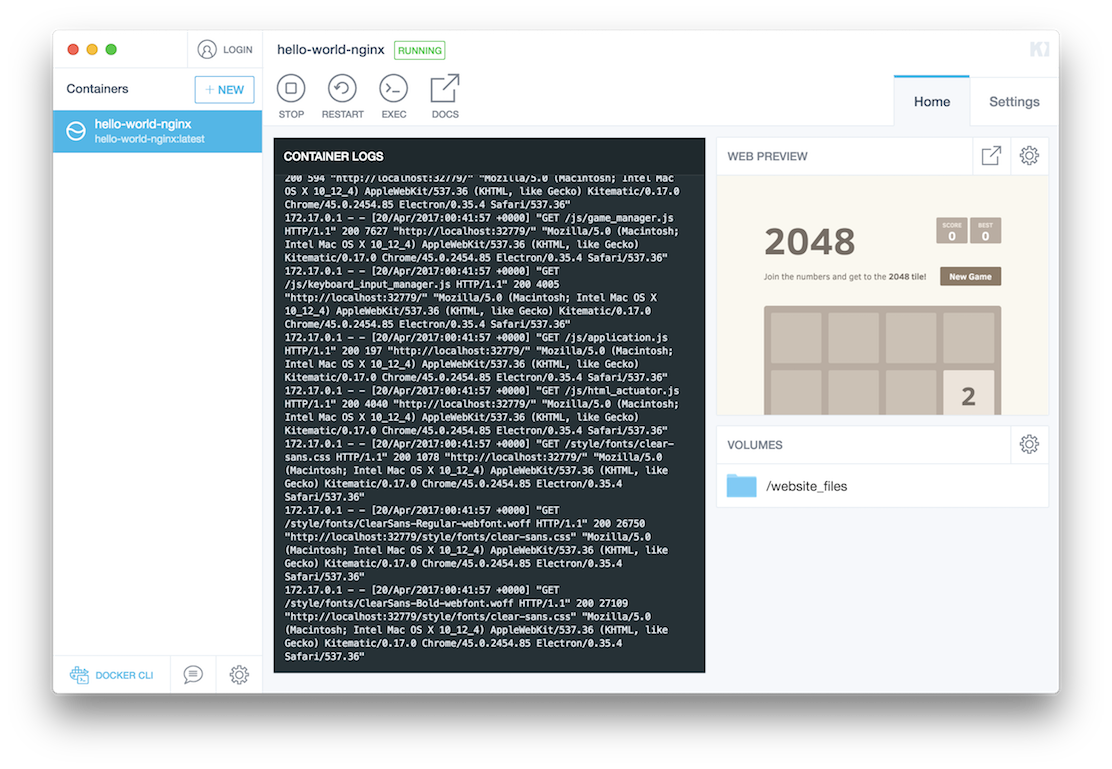 LOGIN
hello-world-nginx RUNNING
Containers
+ NEW
STOP RESTART EXEC DOCS
Home Settings
hello-world-nginx
hello-world-nginx:latest
CONTAINER LOGS
200 594 "http://localhost:32779/" "Mozilla/5.0 (Macintosh; Intel Mac
OS X 10_12_4) AppleWebKit/537.36 (KHTML, like Gecko) Kitematic/0.17.0
Chrome/45.0.2454.85 Electron/0.35.4 Safari/537.36"
172.17.0.1 - - [20/Apr/2017:00:41:57 +0000] "GET /js/game_manager.js
HTTP/1.1" 200 7627 "http://localhost:32779/" "Mozilla/5.0 (Macintosh;
Intel Mac OS X 10_12_4) AppleWebKit/537.36 (KHTML, like Gecko)
Kitematic/0.17.0 Chrome/45.0.2454.85 Electron/0.35.4 Safari/537.36"
172.17.0.1 - - [20/Apr/2017:00:41:57 +0000] "GET
/js/keyboard_input_manager.js HTTP/1.1" 200 4005
"http://localhost:32779/" "Mozilla/5.0 (Macintosh; Intel Mac OS X
10_12_4) AppleWebKit/537.36 (KHTML, like Gecko) Kitematic/0.17.0
Chrome/45.0.2454.85 Electron/0.35.4 Safari/537.36"
172.17.0.1 - - [20/Apr/2017:00:41:57 +0000] "GET /js/application.js
HTTP/1.1" 200 197 "http://localhost:32779/" "Mozilla/5.0 (Macintosh;
Intel Mac OS X 10_12_4) AppleWebKit/537.36 (KHTML, like Gecko)
Kitematic/0.17.0 Chrome/45.0.2454.85 Electron/0.35.4 Safari/537.36"
172.17.0.1 - - [20/Apr/2017:00:41:57 +0000] "GET /js/html_actuator.js
HTTP/1.1" 200 4040 "http://localhost:32779/" "Mozilla/5.0 (Macintosh;
Intel Mac OS X 10_12_4) AppleWebKit/537.36 (KHTML, like Gecko)
Kitematic/0.17.0 Chrome/45.0.2454.85 Electron/0.35.4 Safari/537.36"
172.17.0.1 - - [20/Apr/2017:00:41:57 +0000] "GET /style/fonts/clear-
sans.css HTTP/1.1" 200 1078 "http://localhost:32779/" "Mozilla/5.0
(Macintosh; Intel Mac OS X 10_12_4) AppleWebKit/537.36 (KHTML, like
Gecko) Kitematic/0.17.0 Chrome/45.0.2454.85 Electron/0.35.4
Safari/537.36"
172.17.0.1 - - [20/Apr/2017:00:41:57 +0000] "GET
/style/fonts/ClearSans-Regular-webfont.woff HTTP/1.1" 200 26750
"http://localhost:32779/style/fonts/clear-sans.css" "Mozilla/5.0
(Macintosh; Intel Mac OS X 10_12_4) AppleWebKit/537.36 (KHTML, like
Gecko) Kitematic/0.17.0 Chrome/45.0.2454.85 Electron/0.35.4
Safari/537.36"
172.17.0.1 - - [20/Apr/2017:00:41:57 +0000] "GET
/style/fonts/ClearSans-Bold-webfont.woff HTTP/1.1" 200 27109
"http://localhost:32779/style/fonts/clear-sans.css" "Mozilla/5.0
(Macintosh; Intel Mac OS X 10_12_4) AppleWebKit/537.36 (KHTML, like
Gecko) Kitematic/0.17.0 Chrome/45.0.2454.85 Electron/0.35.4
Safari/537.36"
WEB PREVIEW
2048
SCORE BEST
0 0
Join the numbers and get to the 2048 tile!
New Game
2
VOLUMES
/website_files
DOCKER CLI